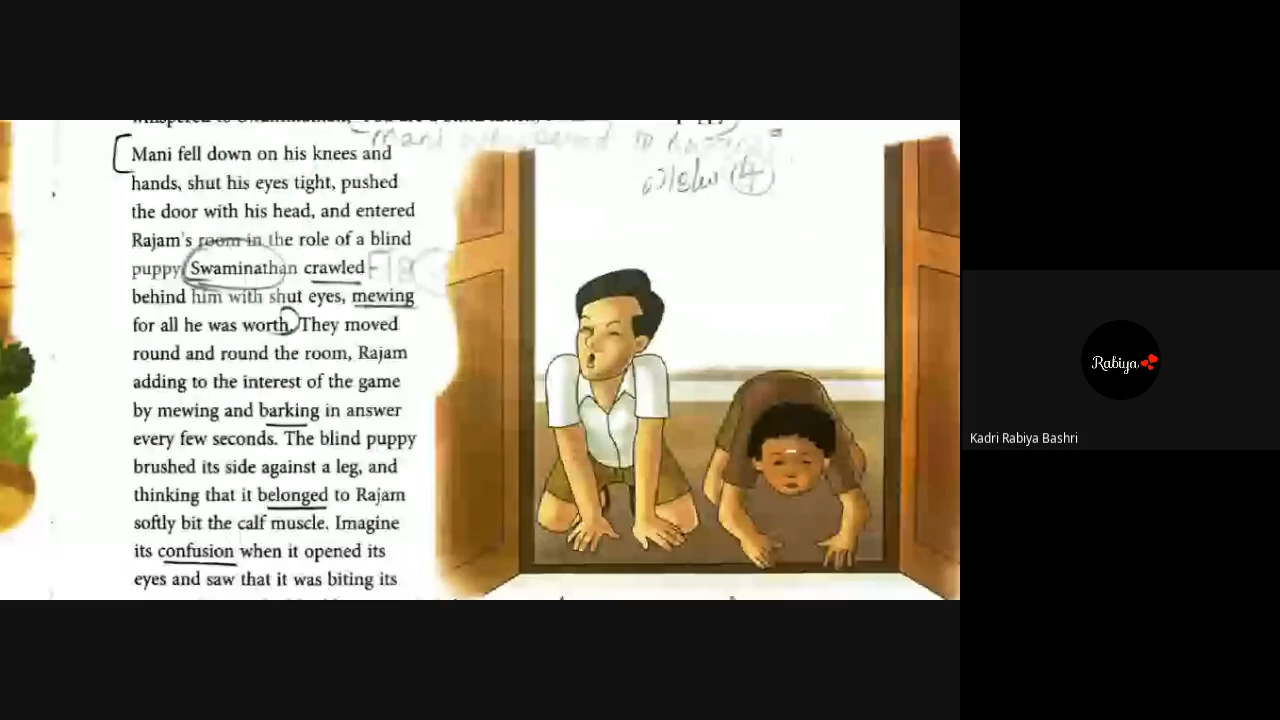 Mani fell down on his knees and
hands, shut his eyes tight, pushed
the door with his head, and entered
Rajam's room in the role of a blind
puppy. Swaminathan crawled
behind him with shut eyes, mewing
for all he was worth. They moved
round and round the room, Rajam
adding to the interest of the game
by mewing and barking in answer
every few seconds. The blind puppy
brushed its side against a leg, and
thinking that it belonged to Rajam
softly bit the calf muscle. Imagine
its confusion when it opened its
eyes and saw that it was biting its
Rabiya
Kadri Rabiya Bashri